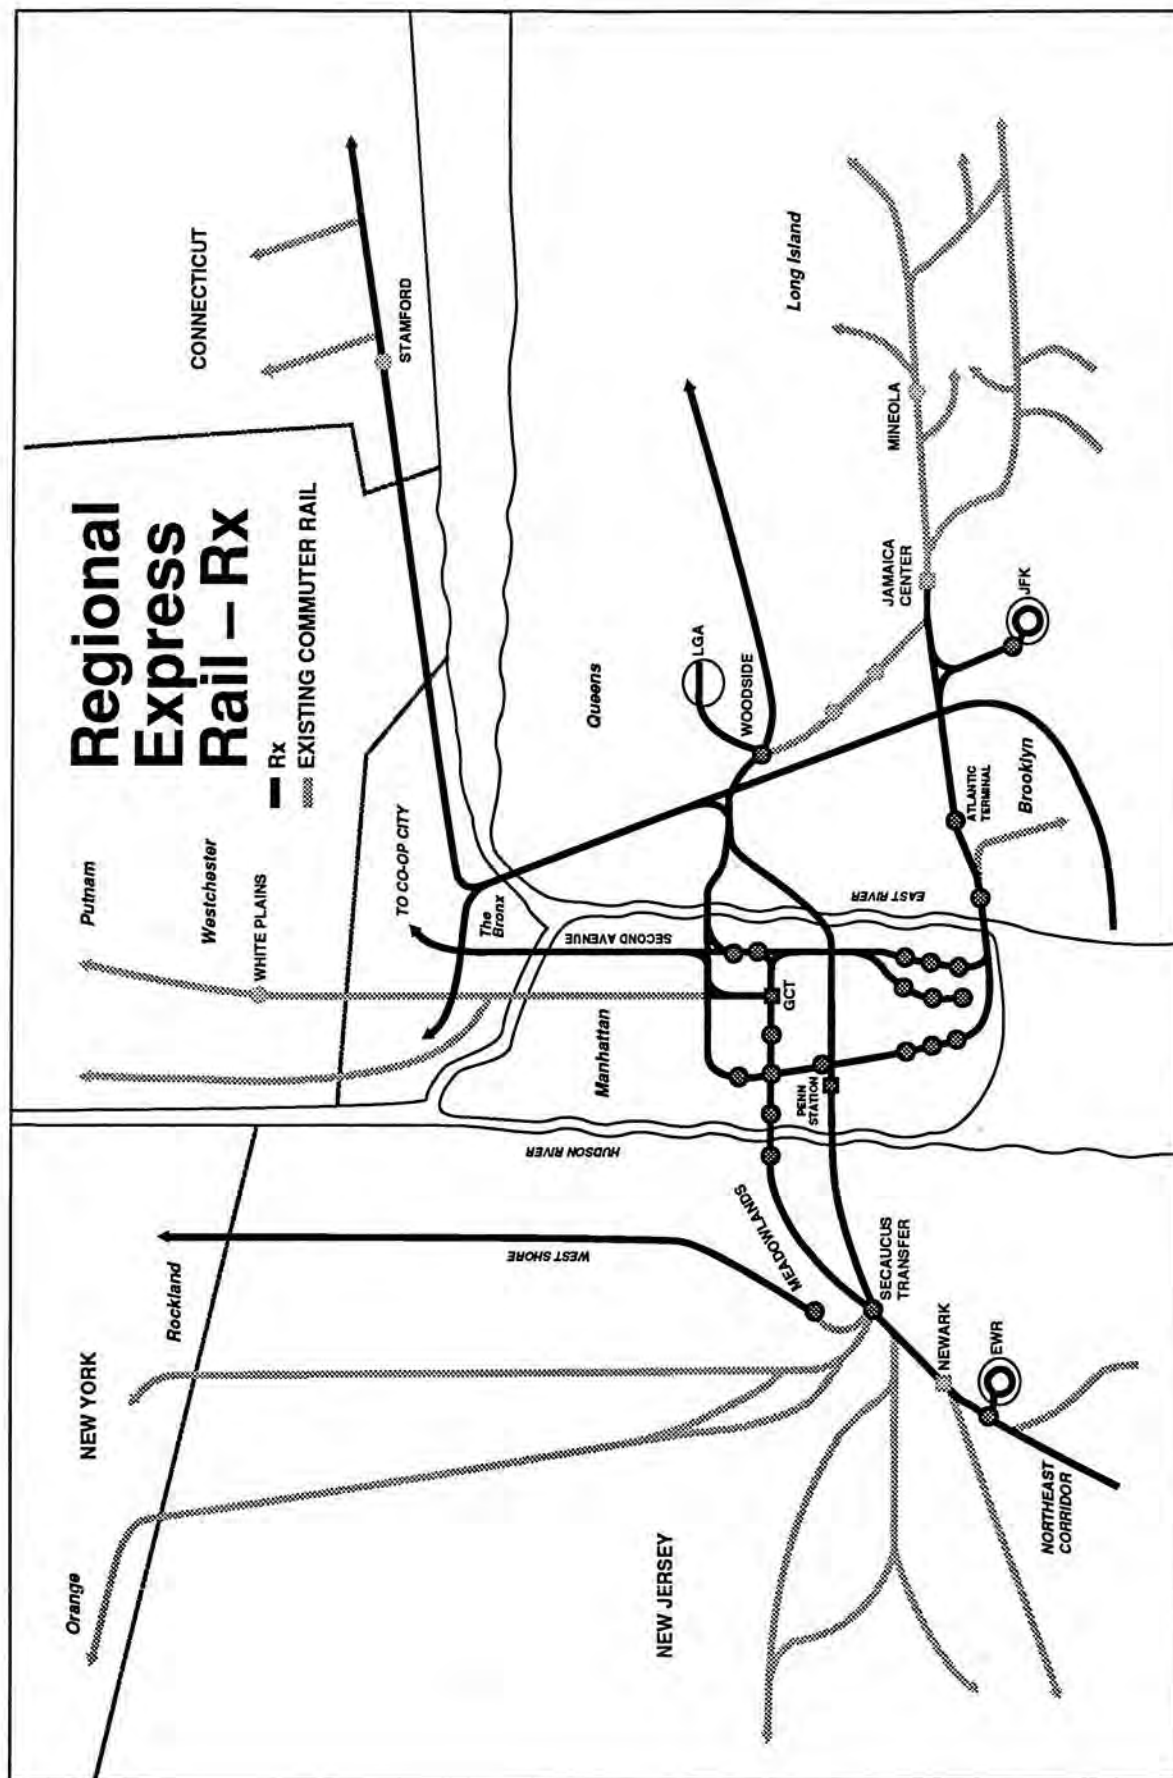 Regional
Express
Rail – Rx
Rx
EXISTING COMMUTER RAIL
NEW YORK
Orange
Rockland
Putnam
Westchester
WHITE PLAINS
CONNECTICUT
STAMFORD
TO CO-OP CITY
The
Bronx
WEST SHORE
HUDSON RIVER
Manhattan
SECOND AVENUE
Queens
LGA
WOODSIDE
Long Island
NEW JERSEY
MEADOWLANDS
SECAUCUS
TRANSFER
PENN
STATION
GCT
EAST RIVER
NEWARK
EWR
NORTHEAST
CORRIDOR
ATLANTIC
TERMINAL
Brooklyn
JAMAICA
CENTER
JFK
MINEOLA